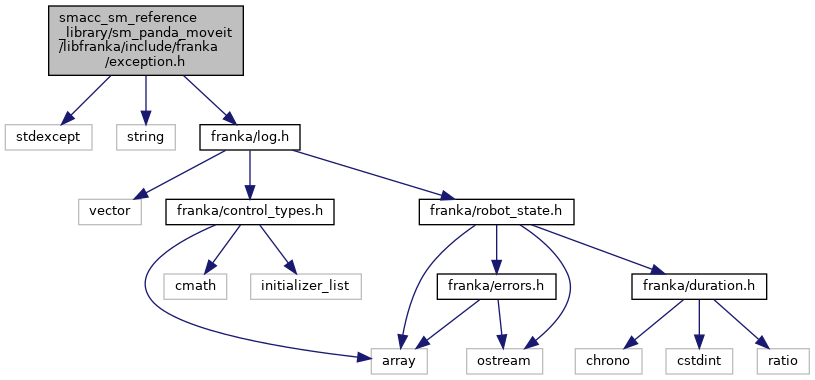 smacc_sm_reference
_library/sm_panda_moveit
/libfranka/include/franka
/exception.h
stdexcept
string
franka/log.h
vector
franka/control_types.h
franka/robot_state.h
cmath
initializer_list
franka/errors.h
franka/duration.h
array
ostream
chrono
cstdint
ratio